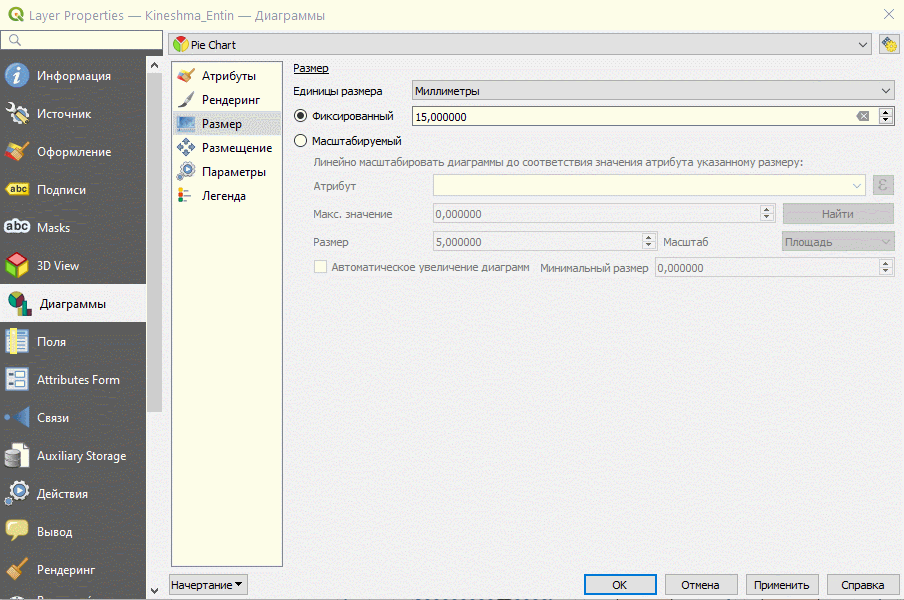 Layer Properties — Kineshma_Entin — Диаграммы
Pie Chart
Информация
Источник
Оформление
abc Подписи
abc Masks
3D View
Диаграммы
Поля
Attributes Form
Связи
Auxiliary Storage
Действия
Вывод
Рендеринг
Атрибуты
Рендеринг
Размер
Размещение
Параметры
Легенда
Размер
Единицы размера Миллиметры
Фиксированный 15,000000
Масштабируемый
Линейно масштабировать диаграммы до соответствия значения атрибута указанному размеру:
Атрибут ε
Макс. значение 0,000000 Найти
Размер 5,000000 Масштаб Площадь
Автоматическое увеличение диаграмм Минимальный размер 0,000000
Начертание OK Отмена Применить Справка